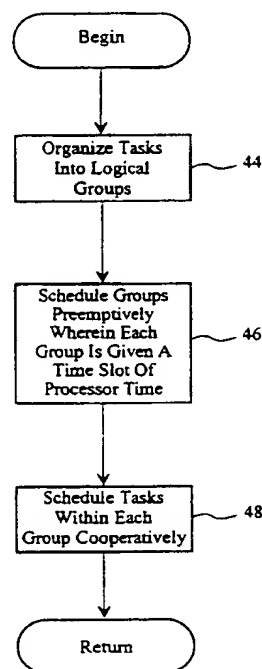 Begin
Organize Tasks
Into Logical
Groups
44
Schedule Groups
Preemptively
Wherein Each
Group Is Given A
Time Slot Of
Processor Time
46
Schedule Tasks
Within Each
Group Cooperatively
48
Return